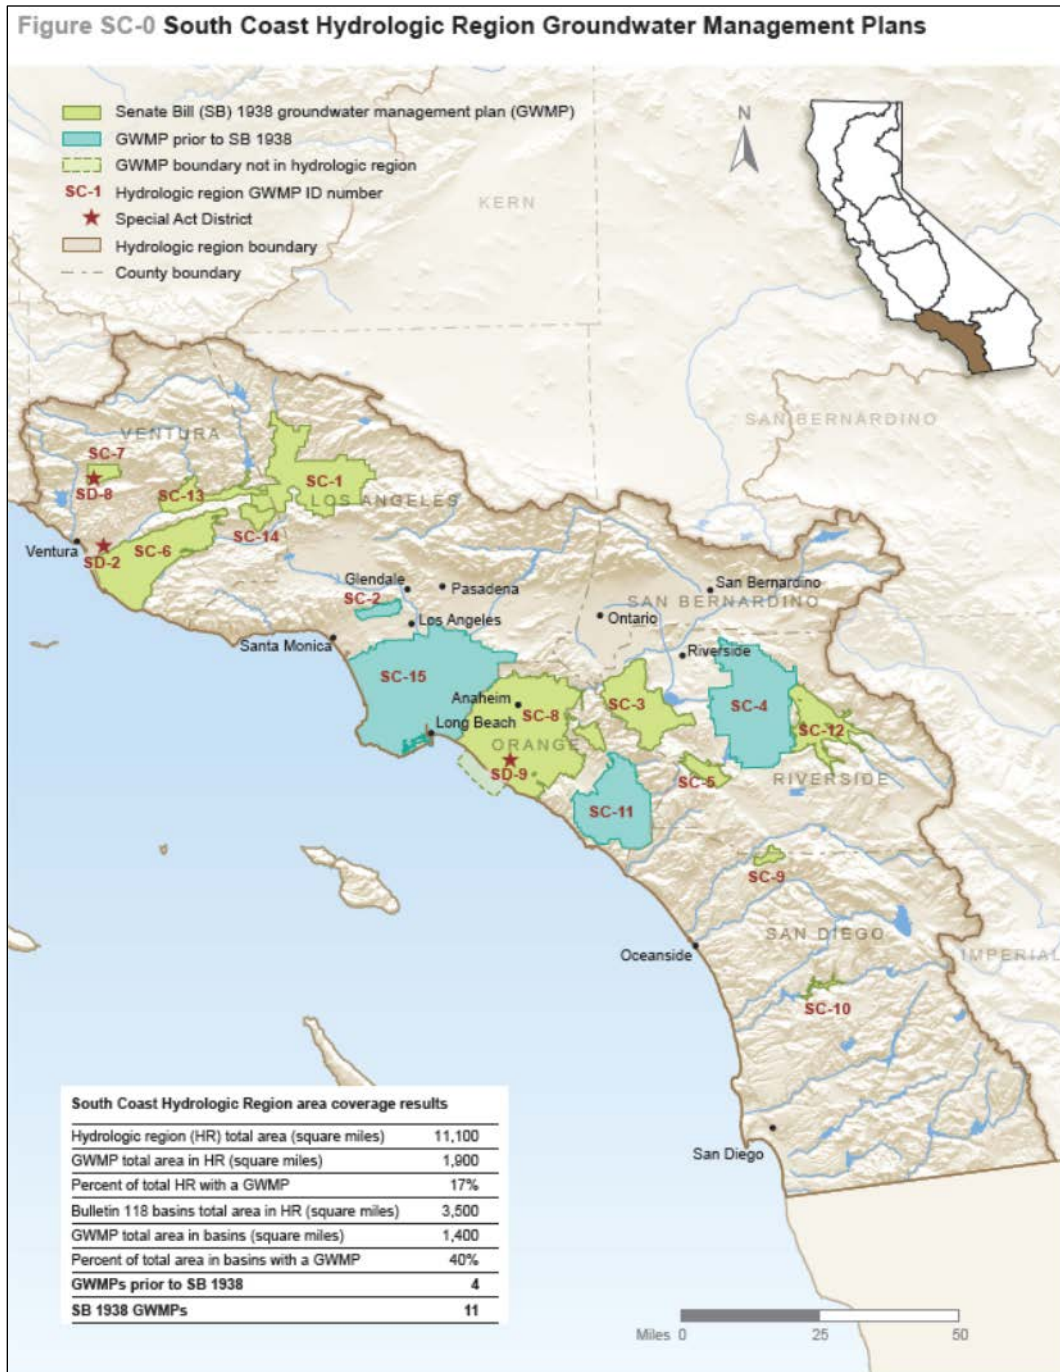 Figure SC-0 South Coast Hydrologic Region Groundwater Management Plans
Senate Bill (SB) 1938 groundwater management plan (GWMP)
GWMP prior to SB 1938
GWMP boundary not in hydrologic region
SC-1 Hydrologic region GWMP ID number
Special Act District
Hydrologic region boundary
County boundary
N
KERN
SAN BERNARDINO
VENTURA
SC-7
SD-8
SC-13
SC-1
LOS ANGELES
SC-14
SC-6
Ventura
SD-2
Glendale
Pasadena
SC-2
San Bernardino
SAN BERNARDINO
Los Angeles
Ontario
Santa Monica
Riverside
SC-15
Anaheim
SC-8
SC-3
SC-4
Long Beach
SC-12
ORANGE
SD-9
SC-5
RIVERSIDE
SC-11
SC-9
SAN DIEGO
Oceanside
IMPERIAL
SC-10
San Diego
South Coast Hydrologic Region area coverage results
Hydrologic region (HR) total area (square miles) 11,100
GWMP total area in HR (square miles) 1,900
Percent of total HR with a GWMP 17%
Bulletin 118 basins total area in HR (square miles) 3,500
GWMP total area in basins (square miles) 1,400
Percent of total area in basins with a GWMP 40%
GWMPs prior to SB 1938 4
SB 1938 GWMPs 11
Miles 0 25 50